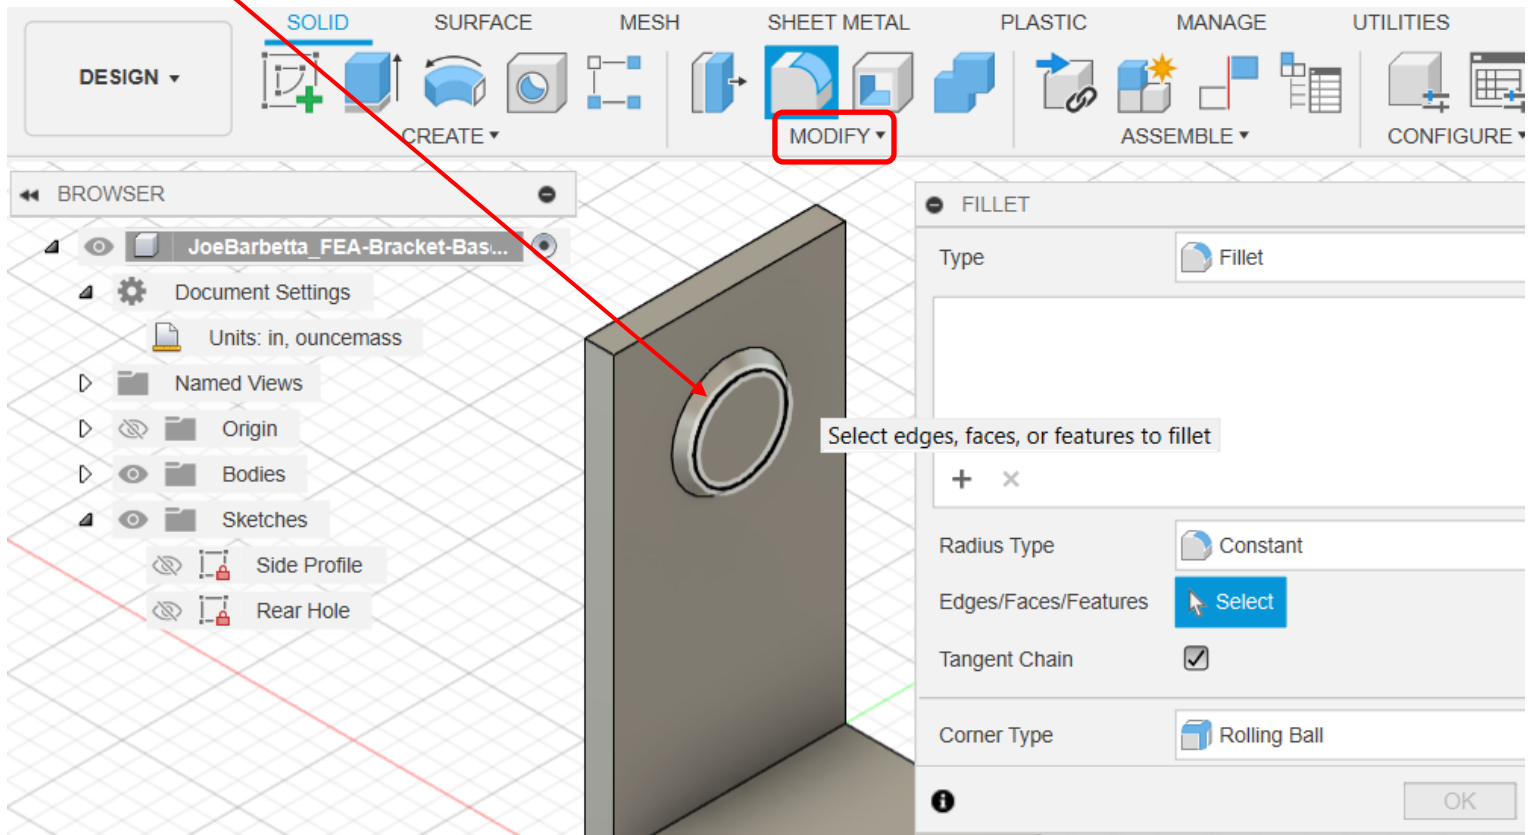 SOLID SURFACE MESH SHEET METAL PLASTIC MANAGE UTILITIES
DESIGN ▾
CREATE ▾ MODIFY ▾ ASSEMBLE ▾ CONFIGURE ▾
BROWSER
JoeBarbetta_FEA-Bracket-Bas...
Document Settings
Units: in, ouncemass
Named Views
Origin
Bodies
Sketches
Side Profile
Rear Hole
FILLET
Type Fillet
Select edges, faces, or features to fillet
Radius Type Constant
Edges/Faces/Features Select
Tangent Chain
Corner Type Rolling Ball
OK